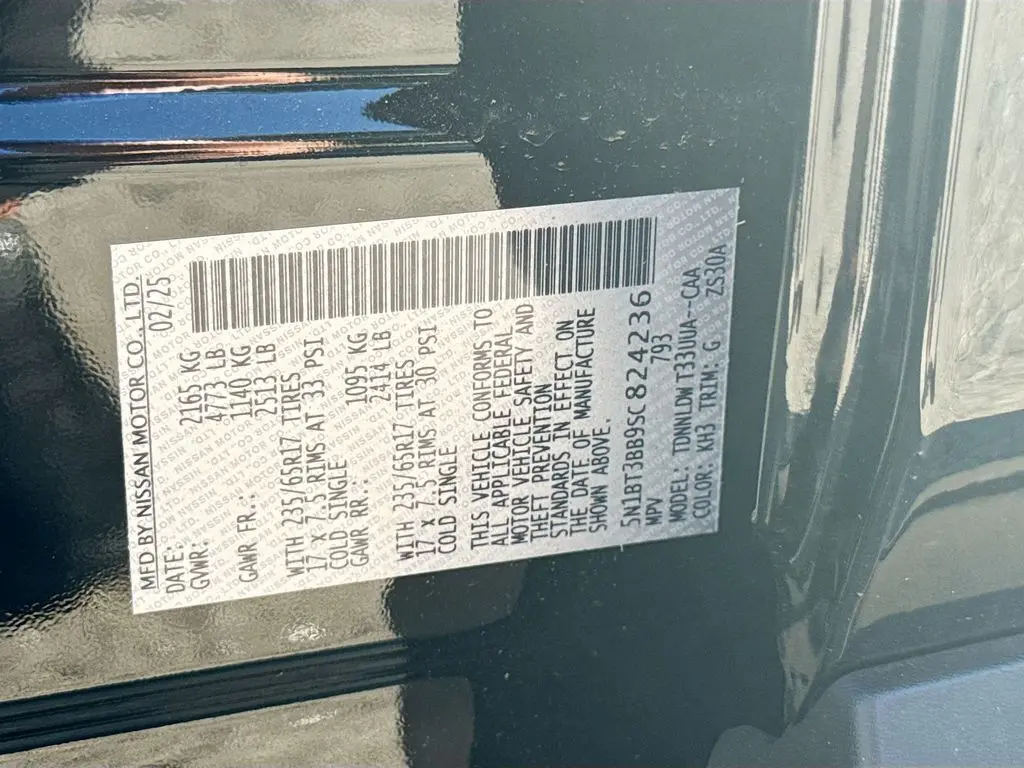 MFD BY NISSAN MOTOR CO.,LTD.
DATE: 02/25
GVWR: 2165 KG
4773 LB
GAWR FR.: 1140 KG
2513 LB
WITH 235/65R17 TIRES
17 x 7.5 RIMS AT 33 PSI
COLD SINGLE
GAWR RR.: 1095 KG
2414 LB
WITH 235/65R17 TIRES
17 x 7.5 RIMS AT 30 PSI
COLD SINGLE
THIS VEHICLE CONFORMS TO
ALL APPLICABLE FEDERAL
MOTOR VEHICLE SAFETY AND
THEFT PREVENTION
STANDARDS IN EFFECT ON
THE DATE OF MANUFACTURE
SHOWN ABOVE.
5N1BT3BB9SC824236
MPV 793
MODEL: TDNNLDW T33UUA--CAA
COLOR: KH3 TRIM: G ZS30A